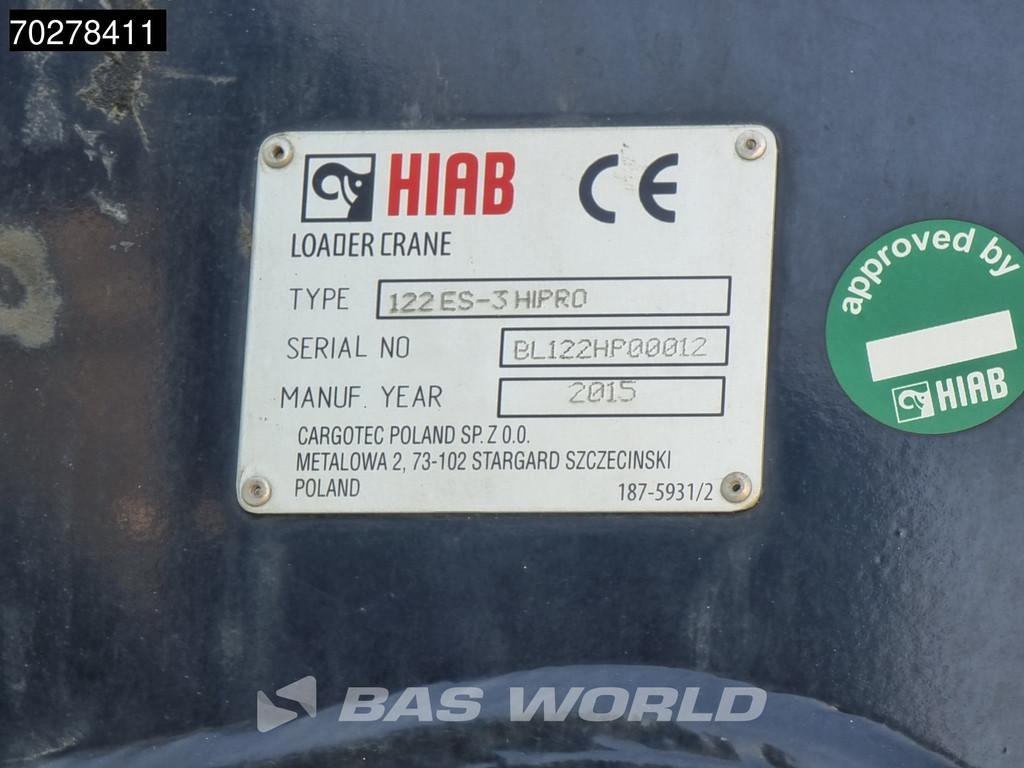 70278411
HIAB CE
LOADER CRANE
TYPE 122 ES-3 HIPRO
SERIAL NO BL122HP00012
MANUF. YEAR 2015
CARGOTEC POLAND SP. Z O.O.
METALOWA 2, 73-102 STARGARD SZCZECINSKI
POLAND 187-5931/2
approved by
HIAB
BAS WORLD